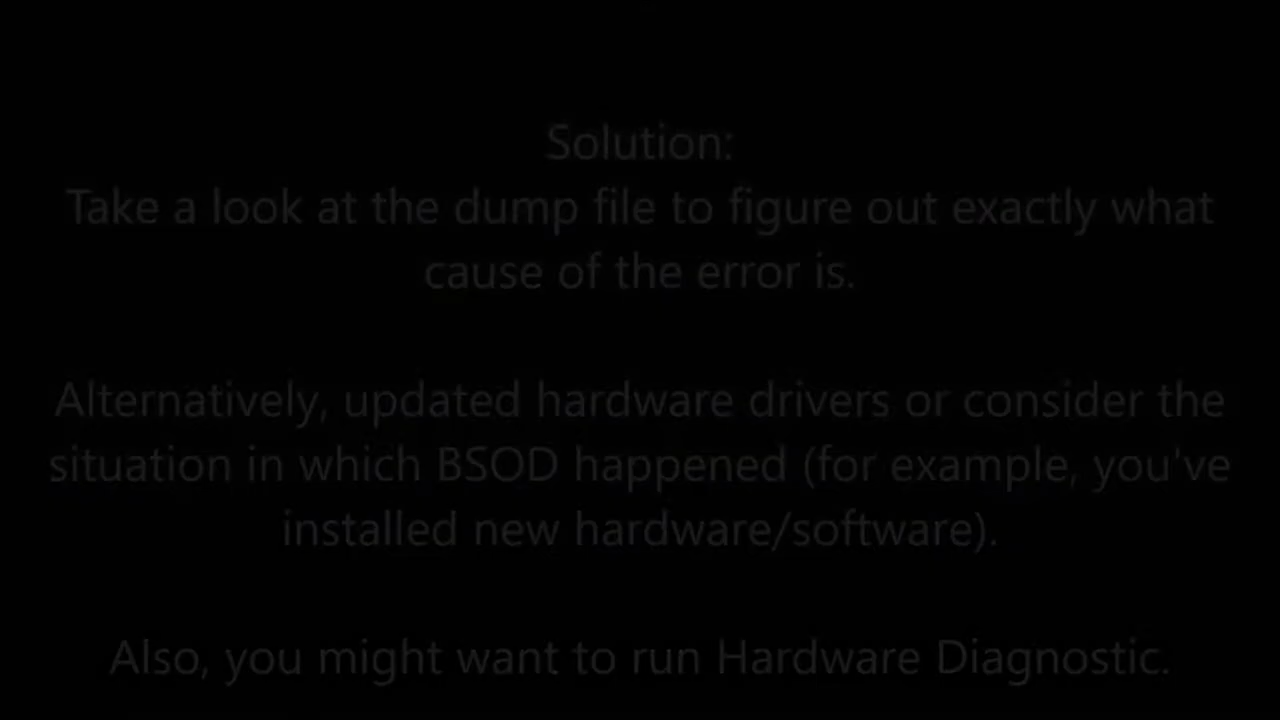 Solution:
Take a look at the dump file to figure out exactly what
cause of the error is.
Alternatively, updated hardware drivers or consider the
situation in which BSOD happened (for example, you've
installed new hardware/software).
Also, you might want to run Hardware Diagnostic.